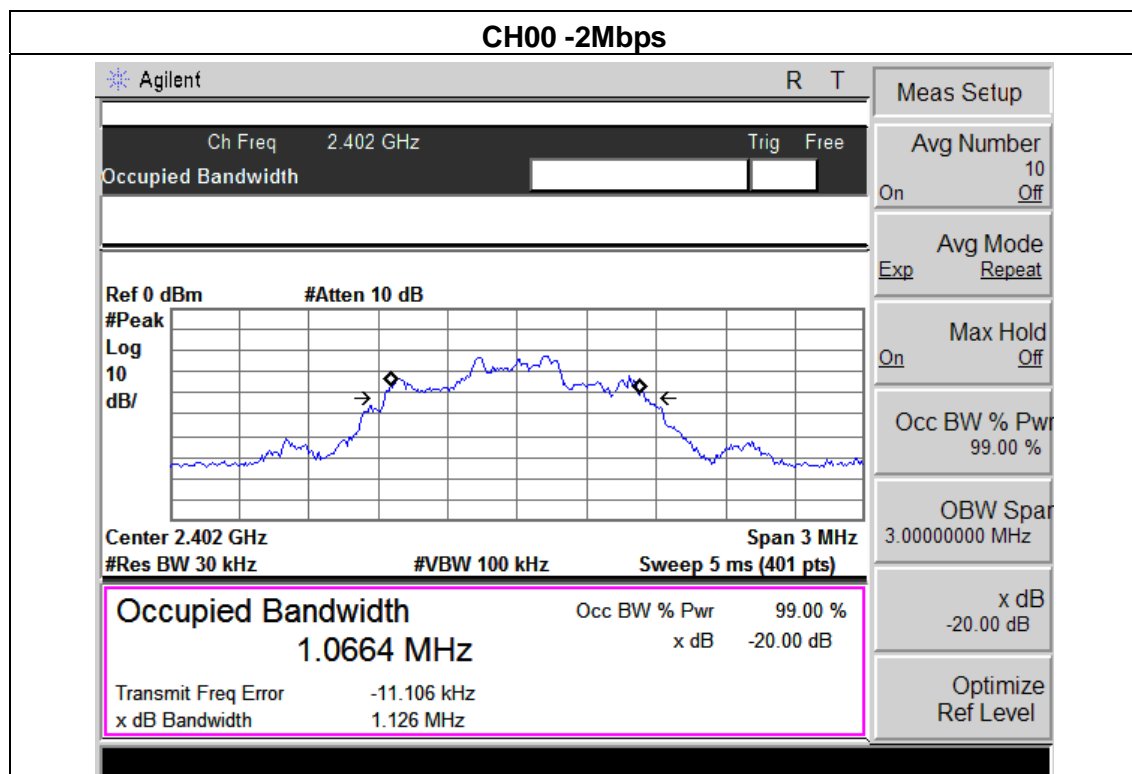 CH00 -2Mbps
Agilent R T
Ch Freq 2.402 GHz Trig Free
Occupied Bandwidth
Ref 0 dBm #Atten 10 dB
#Peak
Log
10
dB/
Center 2.402 GHz Span 3 MHz
#Res BW 30 kHz #VBW 100 kHz Sweep 5 ms (401 pts)
Occupied Bandwidth
1.0664 MHz
Occ BW % Pwr 99.00 %
x dB -20.00 dB
Transmit Freq Error -11.106 kHz
x dB Bandwidth 1.126 MHz
Meas Setup
Avg Number
10
On Off
Avg Mode
Exp Repeat
Max Hold
On Off
Occ BW % Pwr
99.00 %
OBW Span
3.00000000 MHz
x dB
-20.00 dB
Optimize
Ref Level